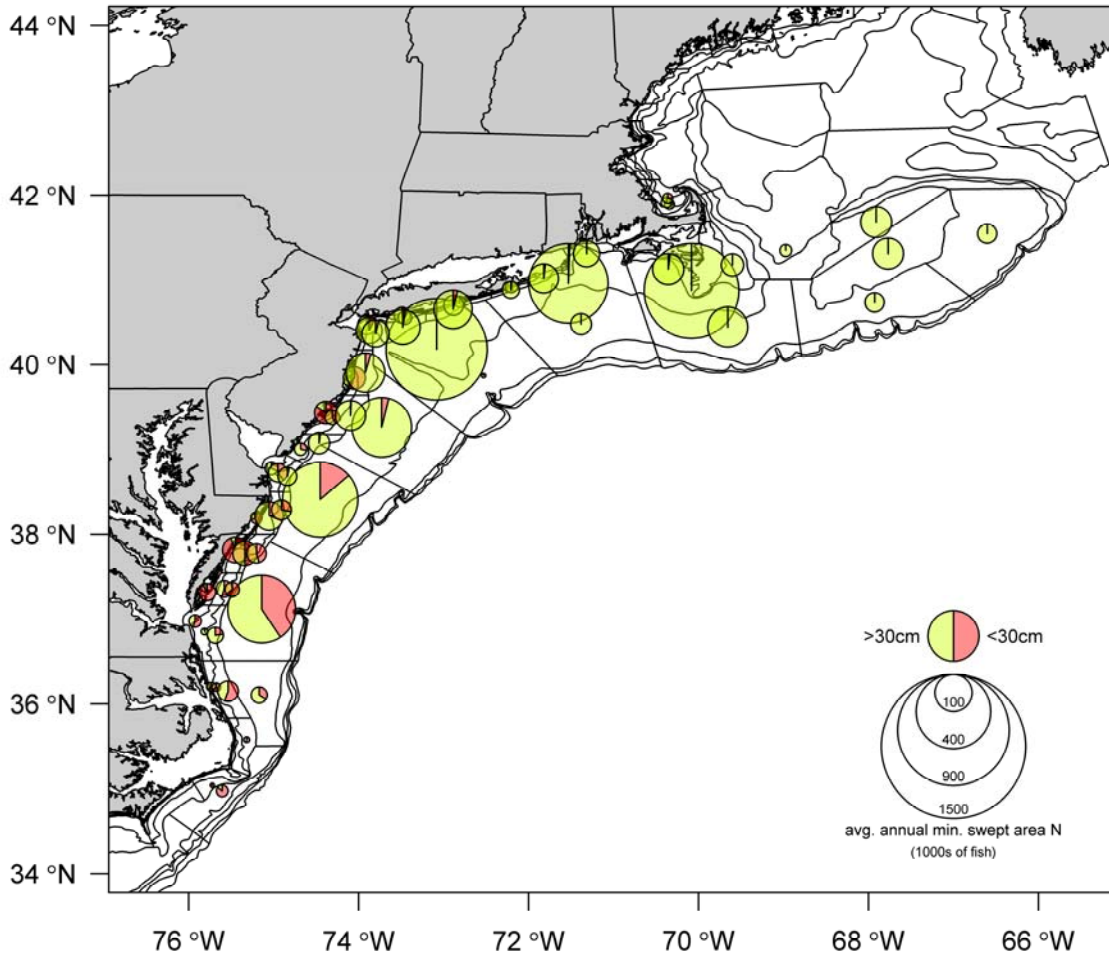 44 °N
42 °N
40 °N
38 °N
36 °N
34 °N
>30cm <30cm
100
400
900
1500
avg. annual min. swept area N
(1000s of fish)
76 °W 74 °W 72 °W 70 °W 68 °W 66 °W